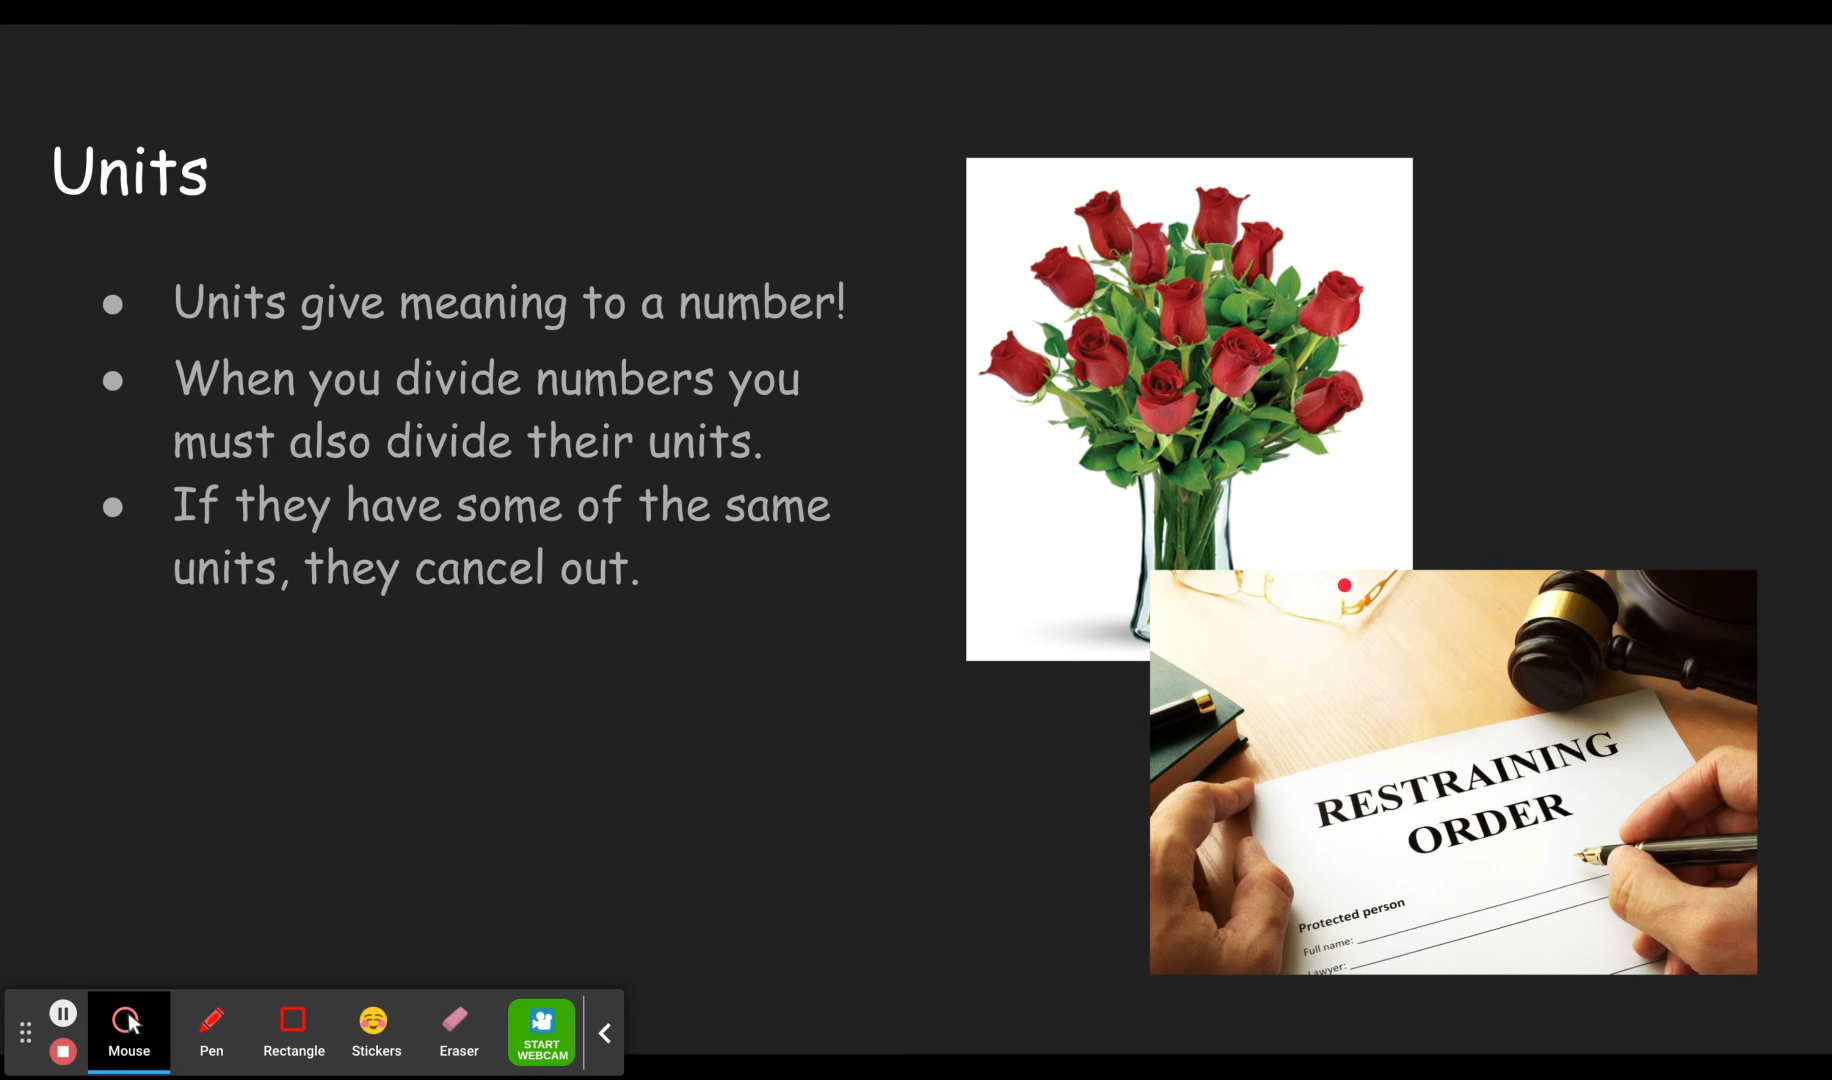 Units
Units give meaning to a number!
When you divide numbers you
must also divide their units.
If they have some of the same
units, they cancel out.
RESTRAINING
ORDER
Protected person
Full name:
Lawyer:
Mouse
Pen
Rectangle
Stickers
Eraser
START
WEBCAM